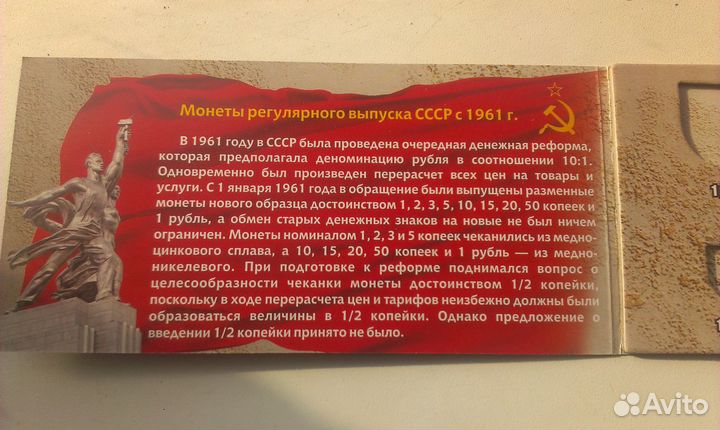 Монеты регулярного выпуска СССР с 1961 г.
В 1961 году в СССР была проведена очередная денежная реформа,
которая предполагала деноминацию рубля в соотношении 10:1.
Одновременно был произведен перерасчет всех цен на товары и
услуги. С 1 января 1961 года в обращение были выпущены разменные
монеты нового образца достоинством 1, 2, 3, 5, 10, 15, 20, 50 копеек и
1 рубль, а обмен старых денежных знаков на новые не был ничем
ограничен. Монеты номиналом 1, 2, 3 и 5 копеек чеканились из медно-
цинкового сплава, а 10, 15, 20, 50 копеек и 1 рубль — из медно-
никелевого. При подготовке к реформе поднимался вопрос о
целесообразности чеканки монеты достоинством 1/2 копейки,
поскольку в ходе перерасчета цен и тарифов неизбежно должны были
образоваться величины в 1/2 копейки. Однако предложение о
введении 1/2 копейки принято не было.
1
1
Avito